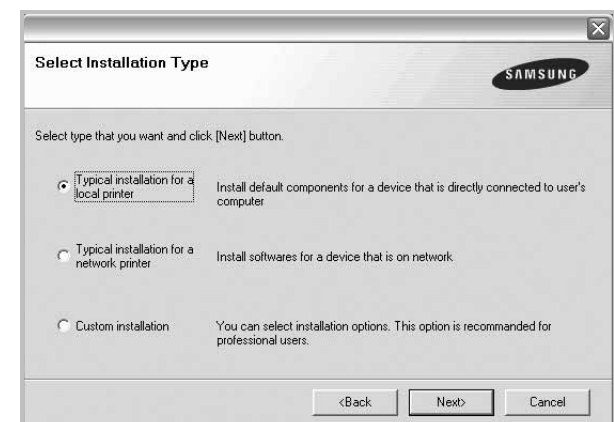 Select Installation Type
SAMSUNG
Select type that you want and click [Next] button.
Typical installation for a
local printer
Install default components for a device that is directly connected to user's
computer
Typical installation for a
network printer
Install softwares for a device that is on network
Custom installation
You can select installation options. This option is recommanded for
professional users.
<Back
Next>
Cancel